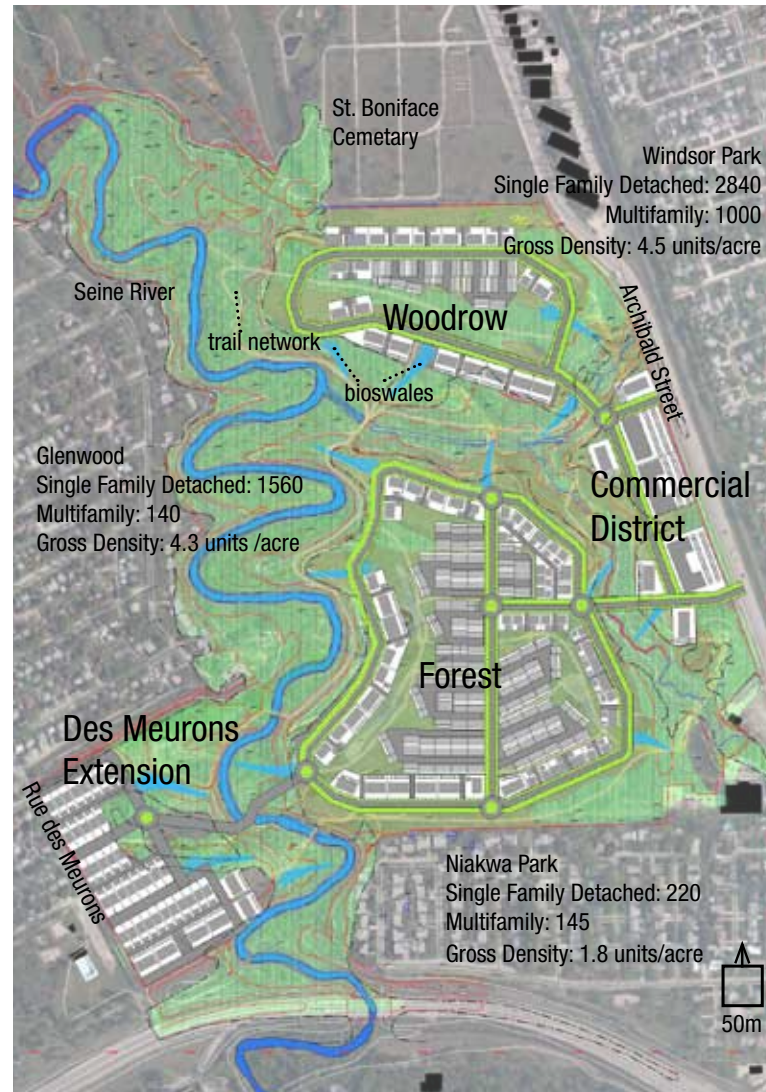 St. Boniface
Cemetary
Windsor Park
Single Family Detached: 2840
Multifamily: 1000
Gross Density: 4.5 units/acre
Seine River
Woodrow
Archibald Street
trail network
bioswales
Glenwood
Single Family Detached: 1560
Multifamily: 140
Gross Density: 4.3 units /acre
Commercial
District
Forest
Des Meurons
Extension
Rue des Meurons
Niakwa Park
Single Family Detached: 220
Multifamily: 145
Gross Density: 1.8 units/acre
50m